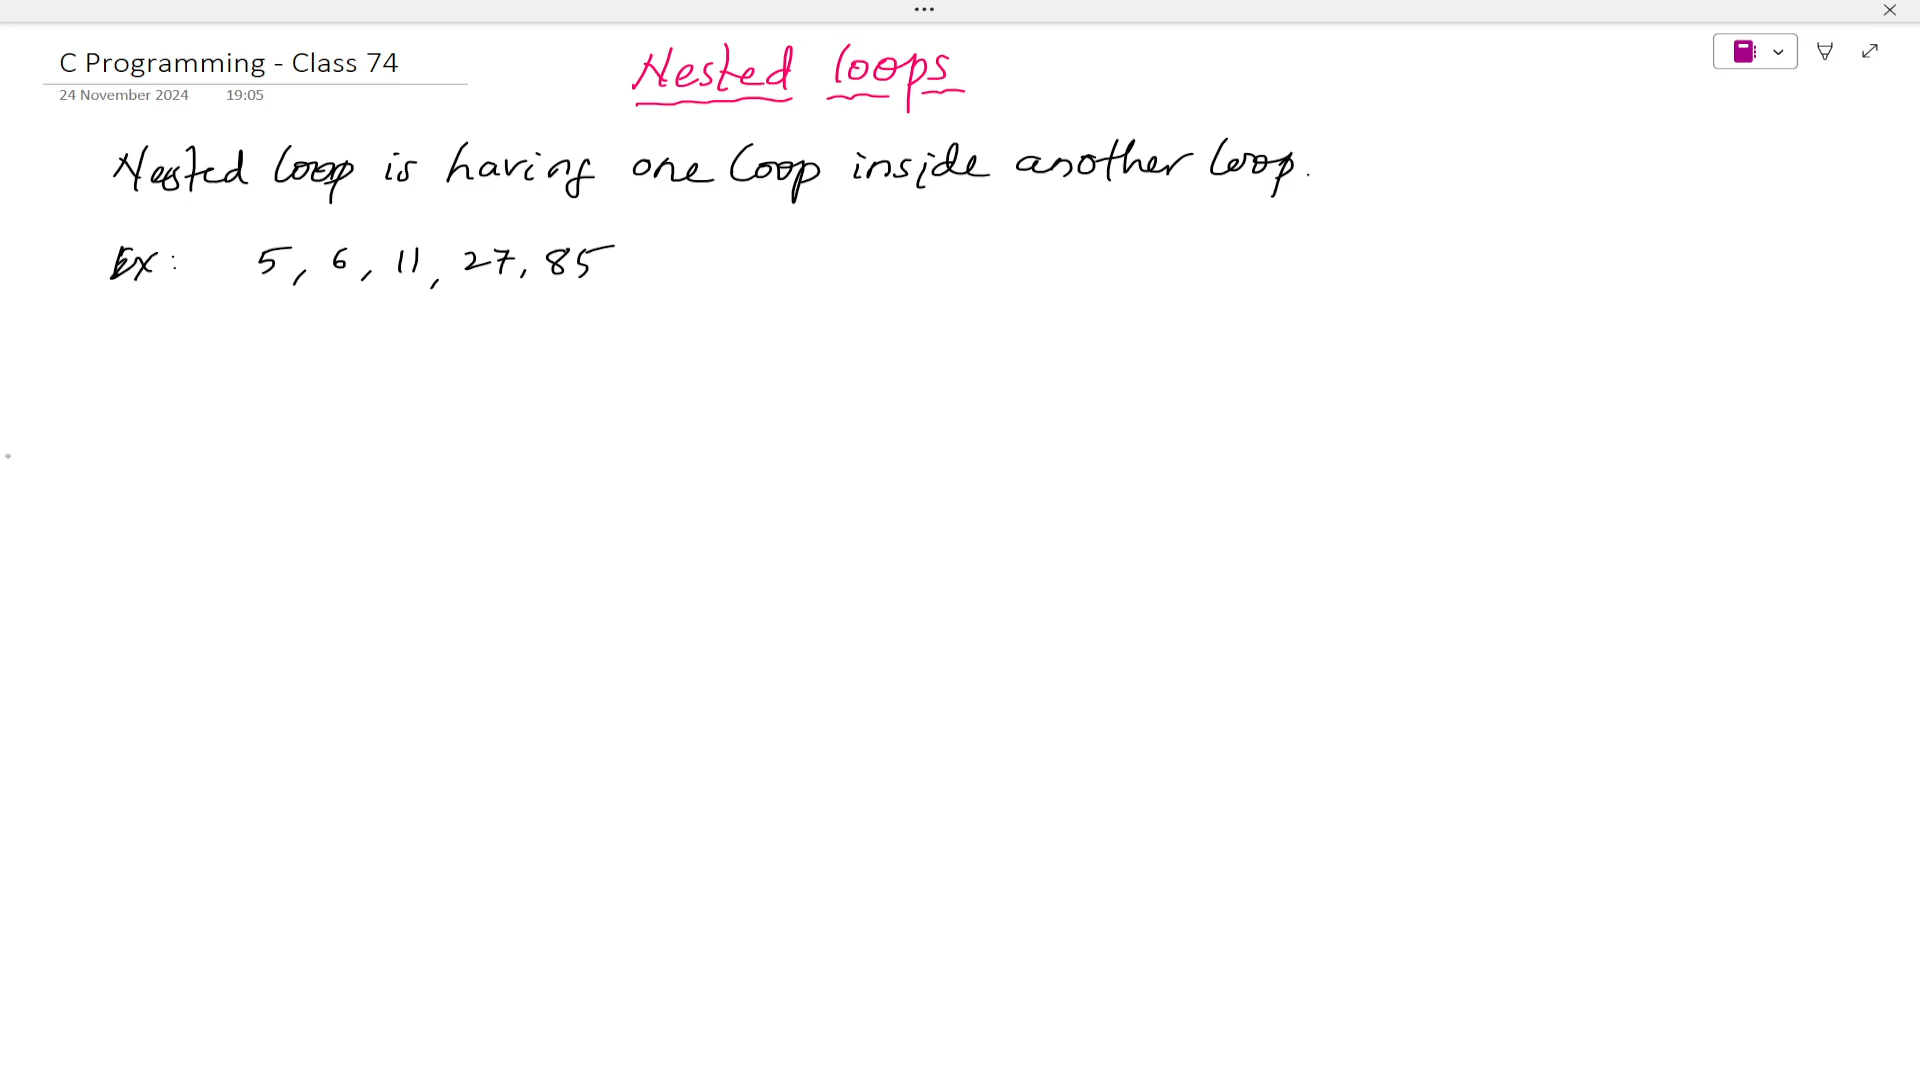 C Programming - Class 74
24 November 2024 19:05
Nested loops
Nested loop is having one loop inside another loop.
Ex: 5, 6, 11, 27, 85